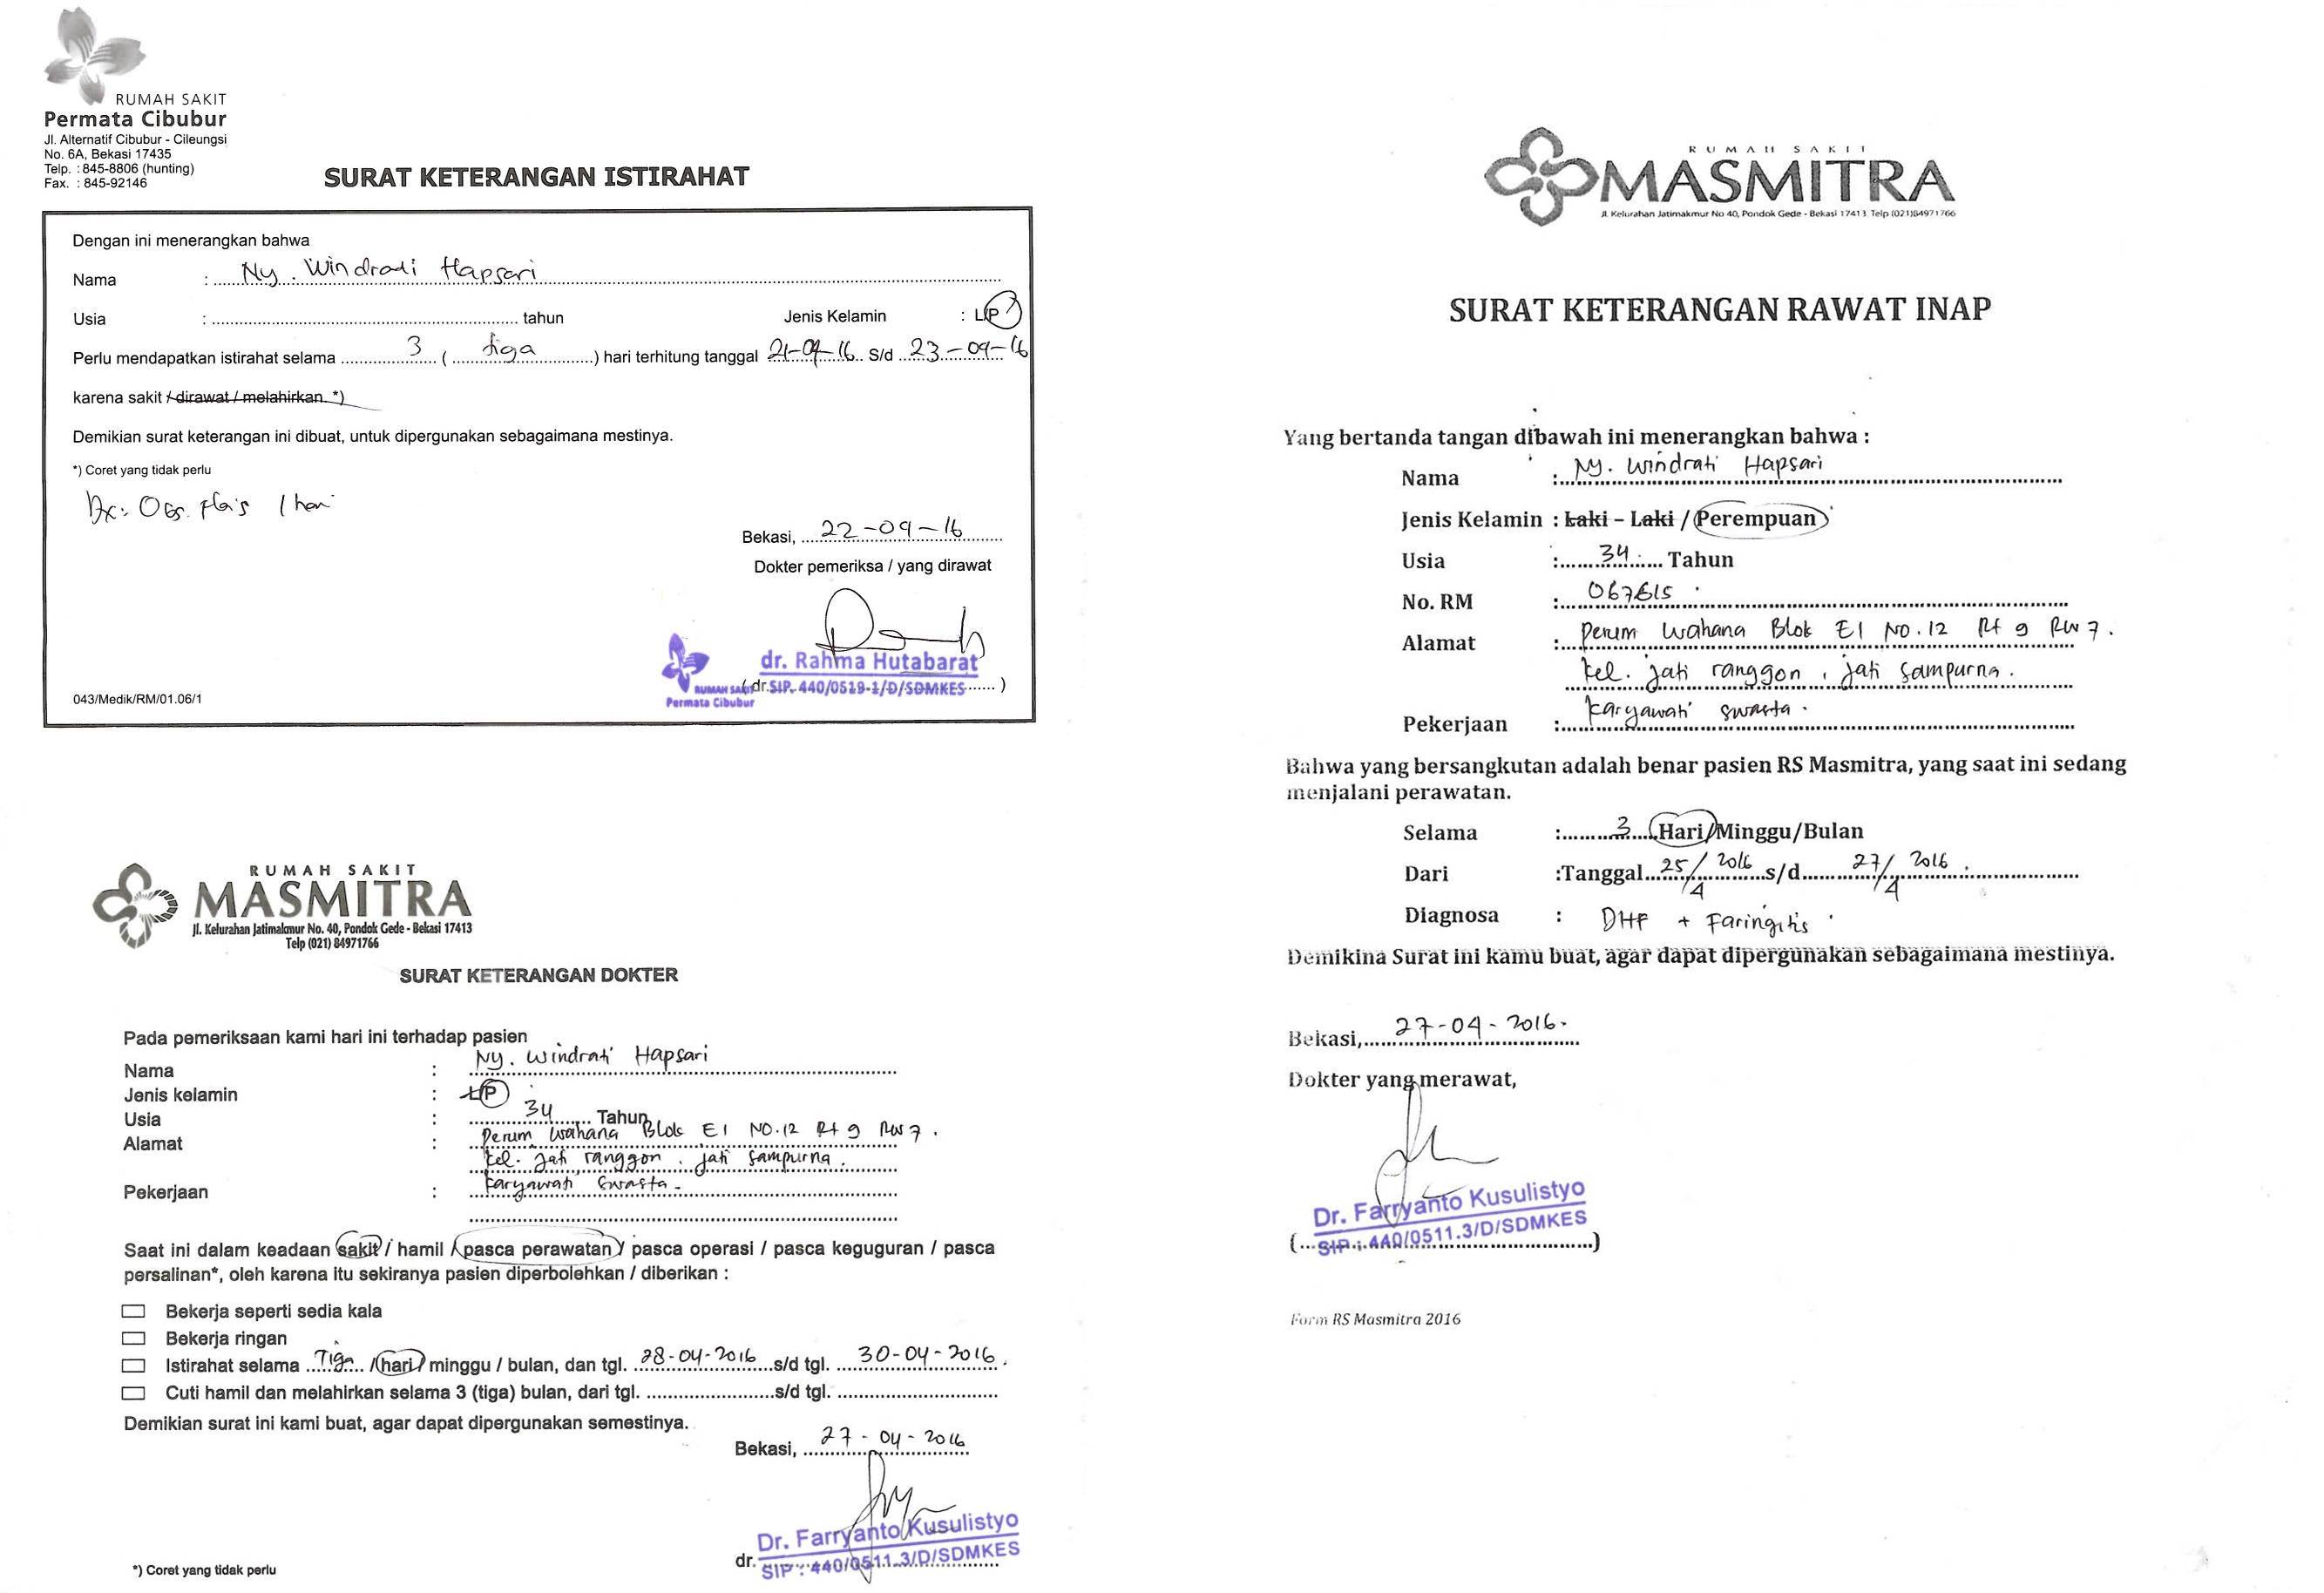 RUMAH SAKIT
Permata Cibubur
Jl. Alternatif Cibubur - Cileungsi
No. 6A, Bekasi 17435
Telp. : 845-8806 (hunting)
Fax. : 845-92146
SURAT KETERANGAN ISTIRAHAT
Dengan ini menerangkan bahwa
Nama : Ny. Windrati Hapsari
Usia : tahun Jenis Kelamin : L/P
Perlu mendapatkan istirahat selama 3 ( tiga ) hari terhitung tanggal 21-09-16 S/d 23-09-16
karena sakit / dirawat / melahirkan. *)
Demikian surat keterangan ini dibuat, untuk dipergunakan sebagaimana mestinya.
*) Coret yang tidak perlu
Dx: Obs. 1 hari
Bekasi, 22-09-16
Dokter pemeriksa / yang dirawat
dr. Rahma Hutabarat
(dr. SIP. 440/0519-1/D/SDMKES )
RUMAH SAKIT
Permata Cibubur
043/Medik/RM/01.06/1
RUMAH SAKIT
MASMITRA
Jl. Kelurahan Jatimakmur No. 40, Pondok Gede - Bekasi 17413
Telp (021) 84971766
SURAT KETERANGAN DOKTER
Pada pemeriksaan kami hari ini terhadap pasien
Nama : Ny. Windrati Hapsari
Jenis kelamin : L/P
Usia : 34 Tahun
Alamat : Perum Wahana Blok E1 NO.12 Rt 9 RW 7.
kel. jati ranggon, jati sampurna.
Pekerjaan : karyawati swasta.
Saat ini dalam keadaan sakit / hamil / pasca perawatan / pasca operasi / pasca keguguran / pasca
persalinan*, oleh karena itu sekiranya pasien diperbolehkan / diberikan :
Bekerja seperti sedia kala
Bekerja ringan
Istirahat selama Tiga / hari / minggu / bulan, dan tgl. 28-04-2016 s/d tgl. 30-04-2016.
Cuti hamil dan melahirkan selama 3 (tiga) bulan, dari tgl. s/d tgl.
Demikian surat ini kami buat, agar dapat dipergunakan semestinya.
Bekasi, 27-04-2016
Dr. Farryanto Kusulistyo
dr. SIP : 440/0511.3/D/SDMKES
*) Coret yang tidak perlu
RUMAH SAKIT
MASMITRA
Jl. Kelurahan Jatimakmur No 40, Pondok Gede - Bekasi 17413 Telp (021)84971766
SURAT KETERANGAN RAWAT INAP
Yang bertanda tangan dibawah ini menerangkan bahwa :
Nama : Ny. Windrati Hapsari
Jenis Kelamin : Laki - Laki / Perempuan
Usia : 34 Tahun
No. RM : 067615
Alamat : Perum Wahana Blok E1 NO.12 Rt 9 RW 7.
kel. jati ranggon, jati sampurna.
Pekerjaan : karyawati swasta.
Bahwa yang bersangkutan adalah benar pasien RS Masmitra, yang saat ini sedang
menjalani perawatan.
Selama : 3 Hari/Minggu/Bulan
Dari :Tanggal 25/4 2016 s/d 27/4 2016.
Diagnosa : DHF + Faringitis
Demikina Surat ini kamu buat, agar dapat dipergunakan sebagaimana mestinya.
Bekasi, 27-04-2016.
Dokter yang merawat,
Dr. Farryanto Kusulistyo
( SIP : 440/0511.3/D/SDMKES )
Form RS Masmitra 2016